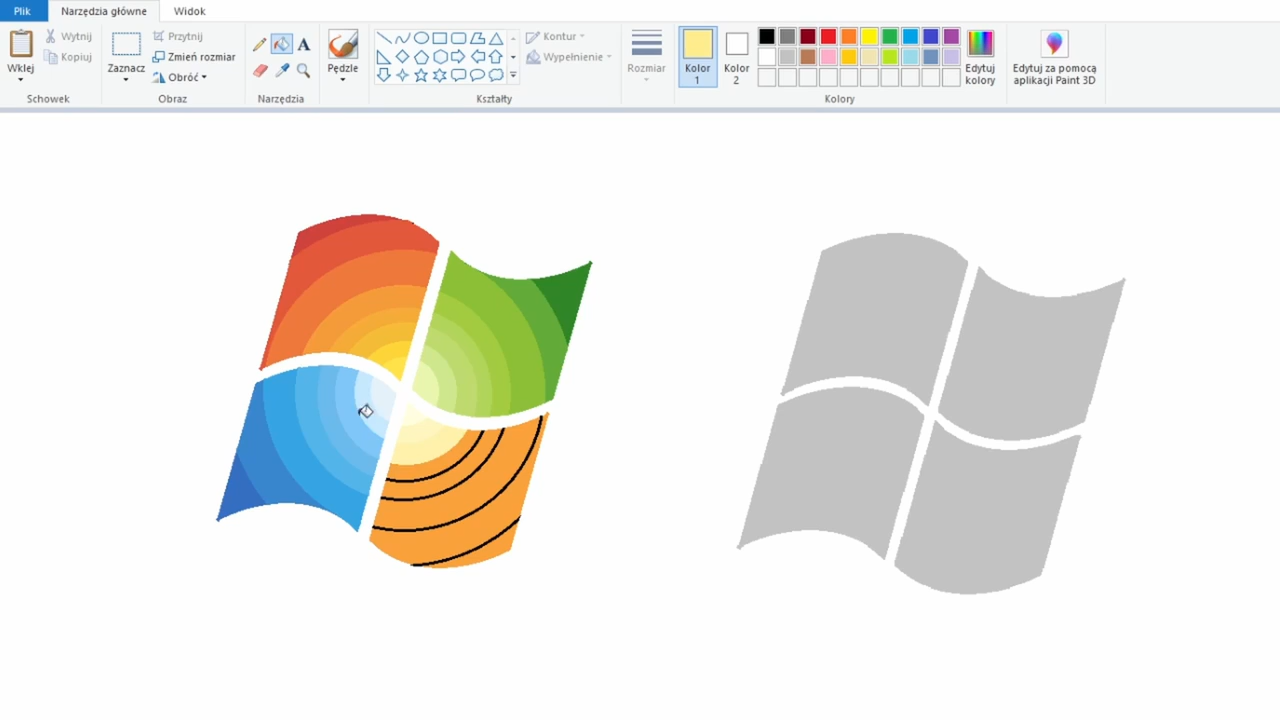 Plik Narzędzia główne Widok
Wklej
Wytnij
Kopiuj
Schowek
Zaznacz
Przytnij
Zmień rozmiar
Obróć
Obraz
A
Narzędzia
Pędzle
Kształty
Kontur
Wypełnienie
Rozmiar
Kolor
1
Kolor
2
Edytuj
kolory
Kolory
Edytuj za pomocą
aplikacji Paint 3D